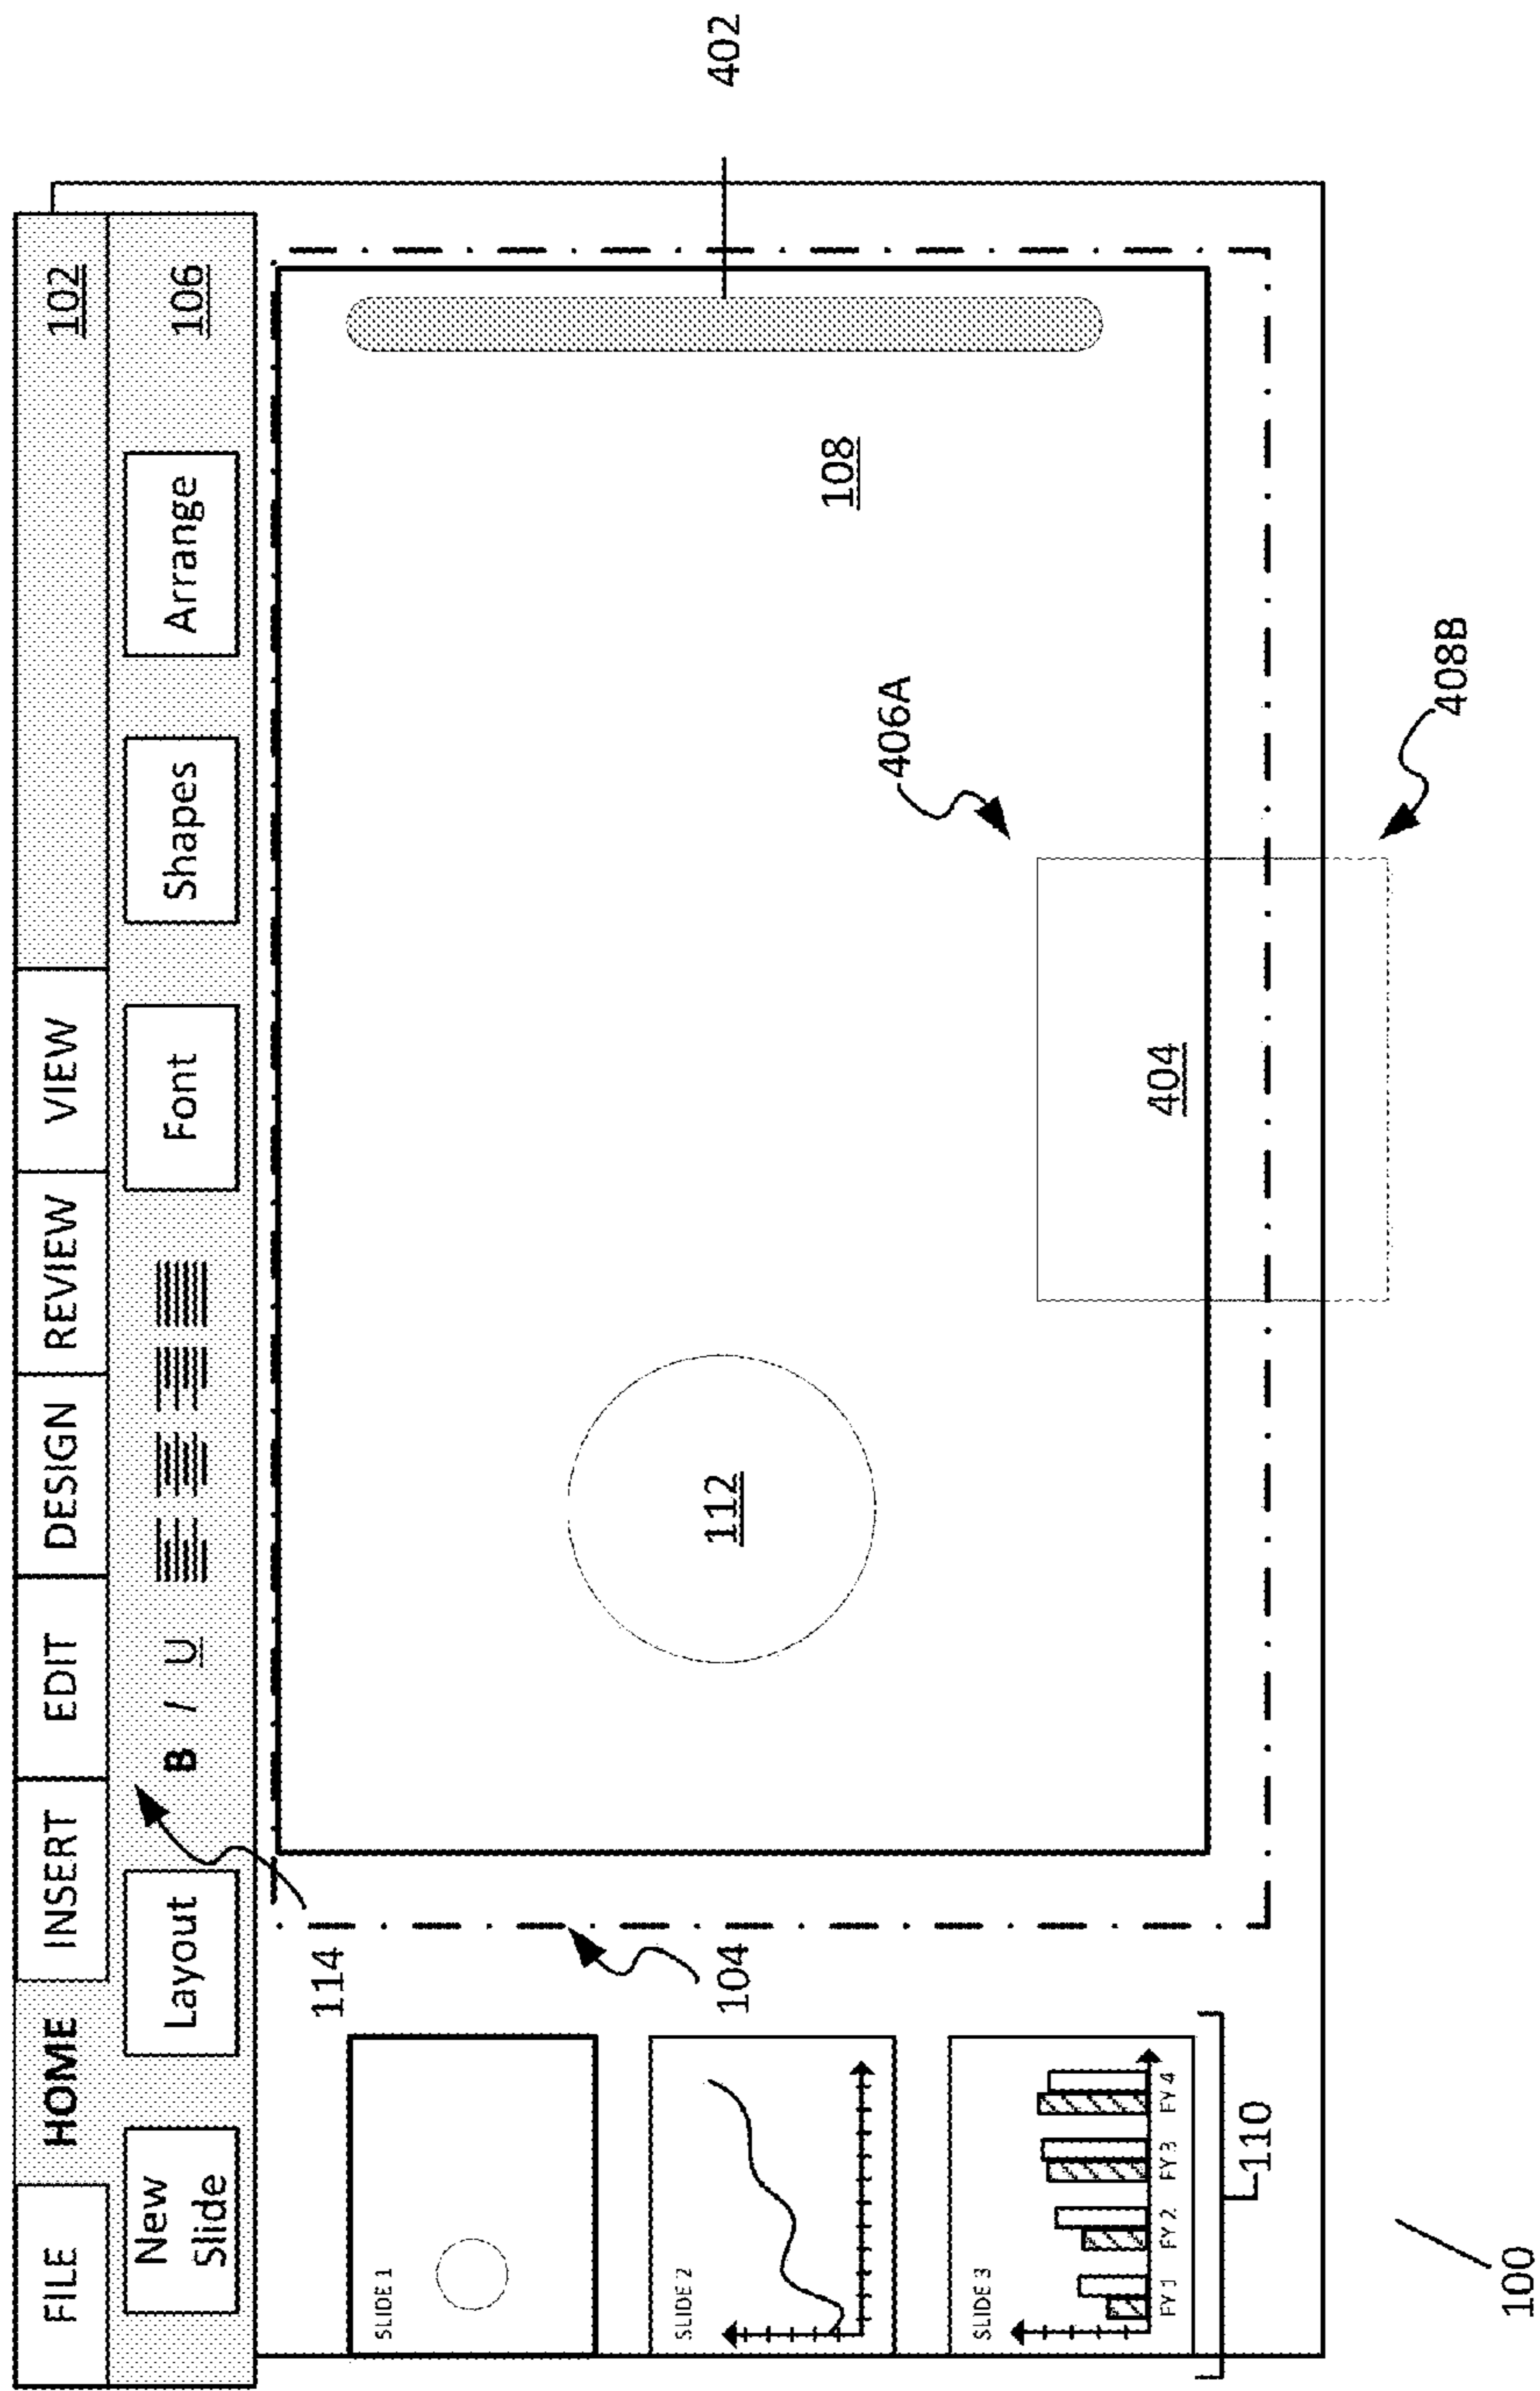 FILE HOME INSERT EDIT DESIGN REVIEW VIEW 102
New Slide Layout B I U Font Shapes Arrange 106
114
SLIDE 1
104
112
108
402
SLIDE 2
406A
404
SLIDE 3
FY 1 FY 2 FY 3 FY 4
110
408B
100